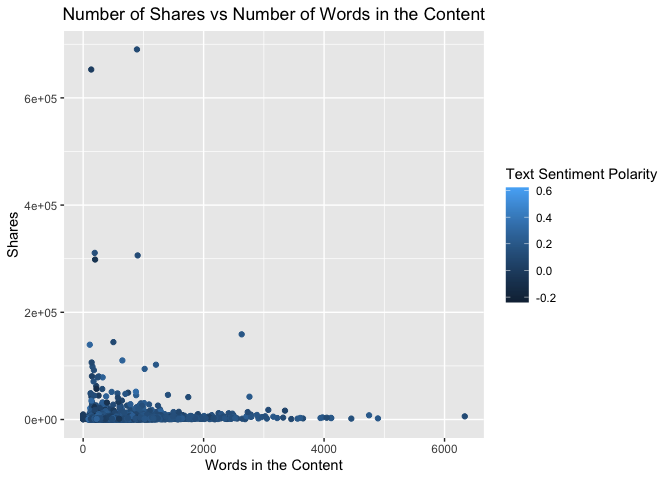 Number of Shares vs Number of Words in the Content
Shares
6e+05
4e+05
2e+05
0e+00
0
2000
4000
6000
Words in the Content
Text Sentiment Polarity
0.6
0.4
0.2
0.0
-0.2